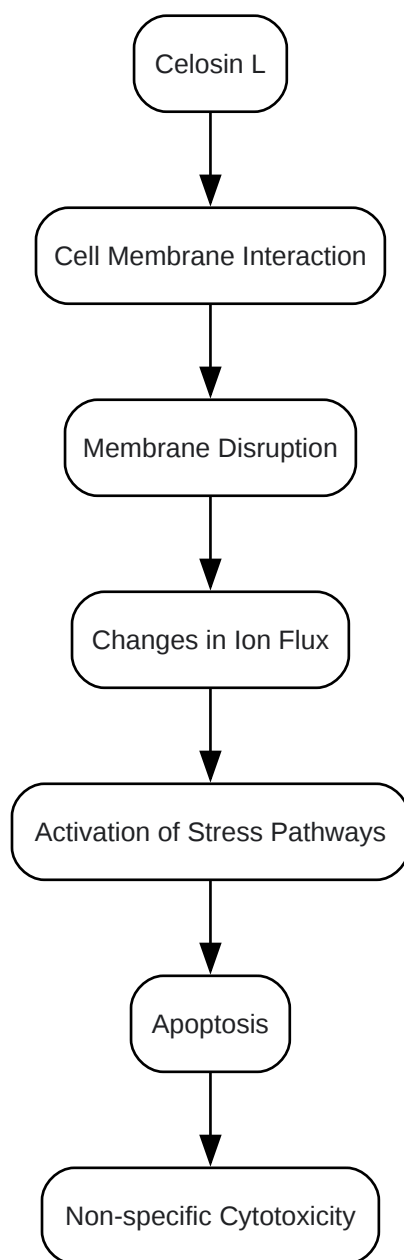 Celosin L
Cell Membrane Interaction
Membrane Disruption
Changes in Ion Flux
Activation of Stress Pathways
Apoptosis
Non-specific Cytotoxicity